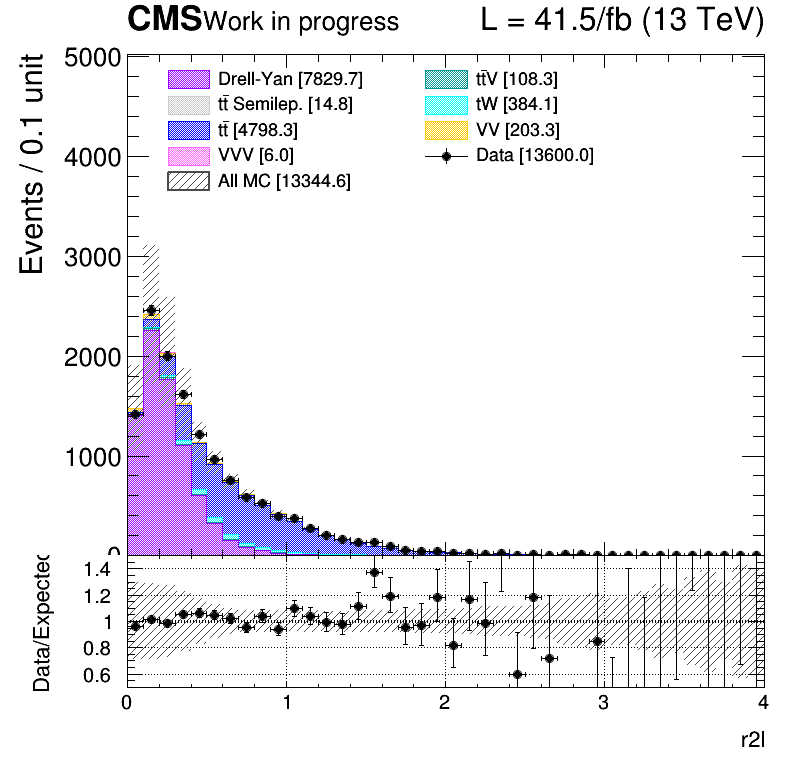 CMS Work in progress L = 41.5/fb (13 TeV)
Events / 0.1 unit
5000
4000
3000
2000
1000
0
Drell-Yan [7829.7]
tt̄ Semilep. [14.8]
tt̄ [4798.3]
VVV [6.0]
All MC [13344.6]
tt̄V [108.3]
tW [384.1]
VV [203.3]
Data [13600.0]
Data/Expected
1.4
1.2
1
0.8
0.6
0 1 2 3 4
r2l